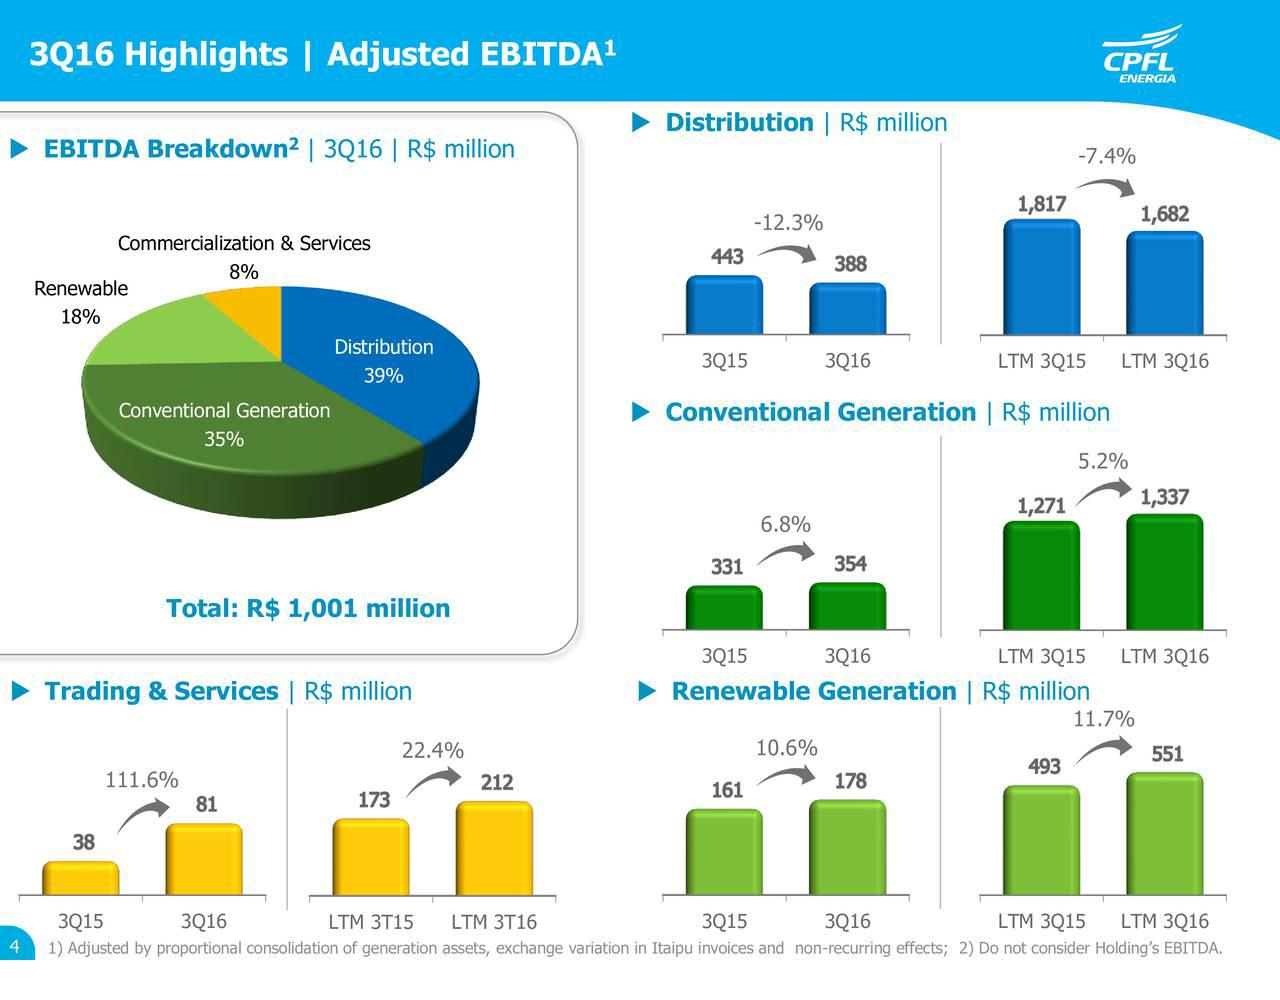 3Q16 Highlights | Adjusted EBITDA¹
CPFL
ENERGIA
▶ EBITDA Breakdown² | 3Q16 | R$ million
Commercialization & Services
8%
Renewable
18%
Distribution
39%
Conventional Generation
35%
Total: R$ 1,001 million
▶ Distribution | R$ million
-12.3%
443
388
3Q15
3Q16
-7.4%
1,817
1,682
LTM 3Q15
LTM 3Q16
▶ Conventional Generation | R$ million
6.8%
331
354
3Q15
3Q16
5.2%
1,271
1,337
LTM 3Q15
LTM 3Q16
▶ Trading & Services | R$ million
111.6%
38
81
3Q15
3Q16
22.4%
173
212
LTM 3T15
LTM 3T16
▶ Renewable Generation | R$ million
10.6%
161
178
3Q15
3Q16
11.7%
493
551
LTM 3Q15
LTM 3Q16
4
1) Adjusted by proportional consolidation of generation assets, exchange variation in Itaipu invoices and non-recurring effects; 2) Do not consider Holding’s EBITDA.